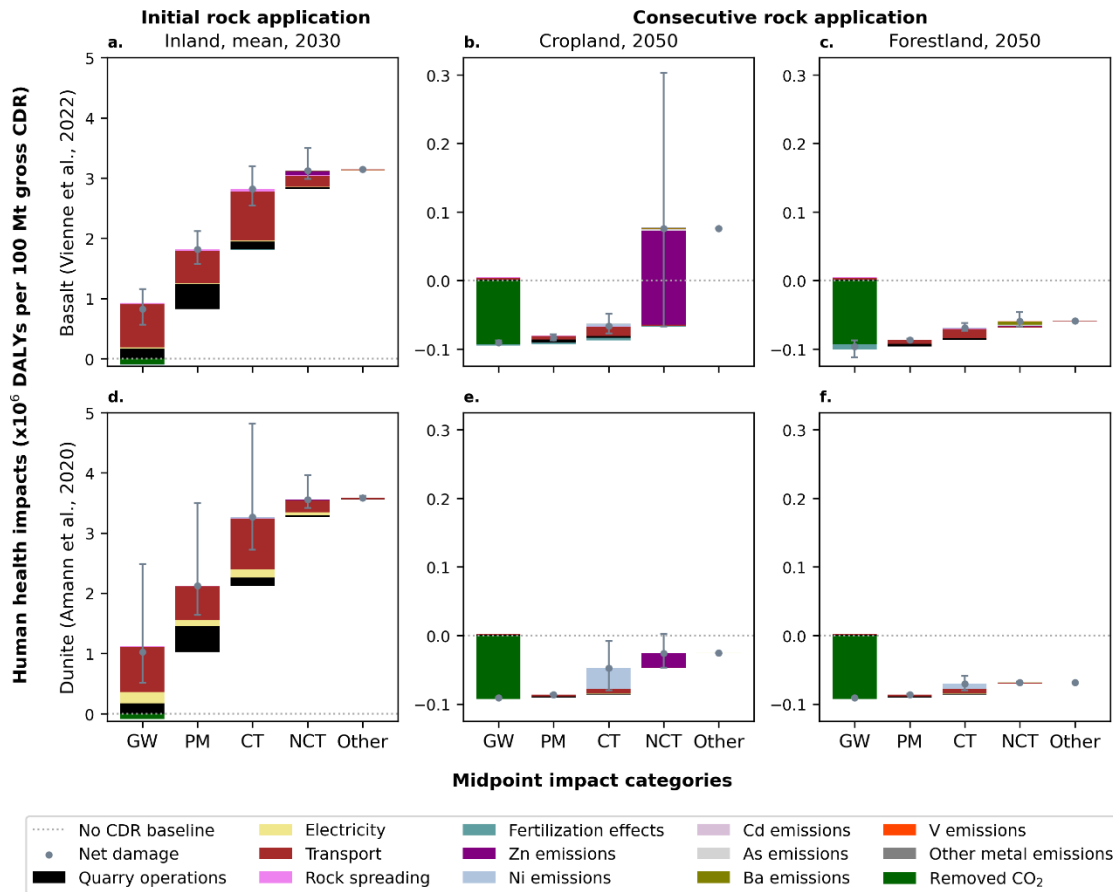 Initial rock application
Consecutive rock application
a.
Inland, mean, 2030
b.
Cropland, 2050
c.
Forestland, 2050
Human health impacts (x10⁶ DALYs per 100 Mt gross CDR)
Basalt (Vienne et al., 2022)
5
4
3
2
1
0
0.3
0.2
0.1
0.0
−0.1
0.3
0.2
0.1
0.0
−0.1
d.
e.
f.
Dunite (Amann et al., 2020)
5
4
3
2
1
0
0.3
0.2
0.1
0.0
−0.1
0.3
0.2
0.1
0.0
−0.1
GW PM CT NCT Other
GW PM CT NCT Other
GW PM CT NCT Other
Midpoint impact categories
No CDR baseline
Net damage
Quarry operations
Electricity
Transport
Rock spreading
Fertilization effects
Zn emissions
Ni emissions
Cd emissions
As emissions
Ba emissions
V emissions
Other metal emissions
Removed CO₂